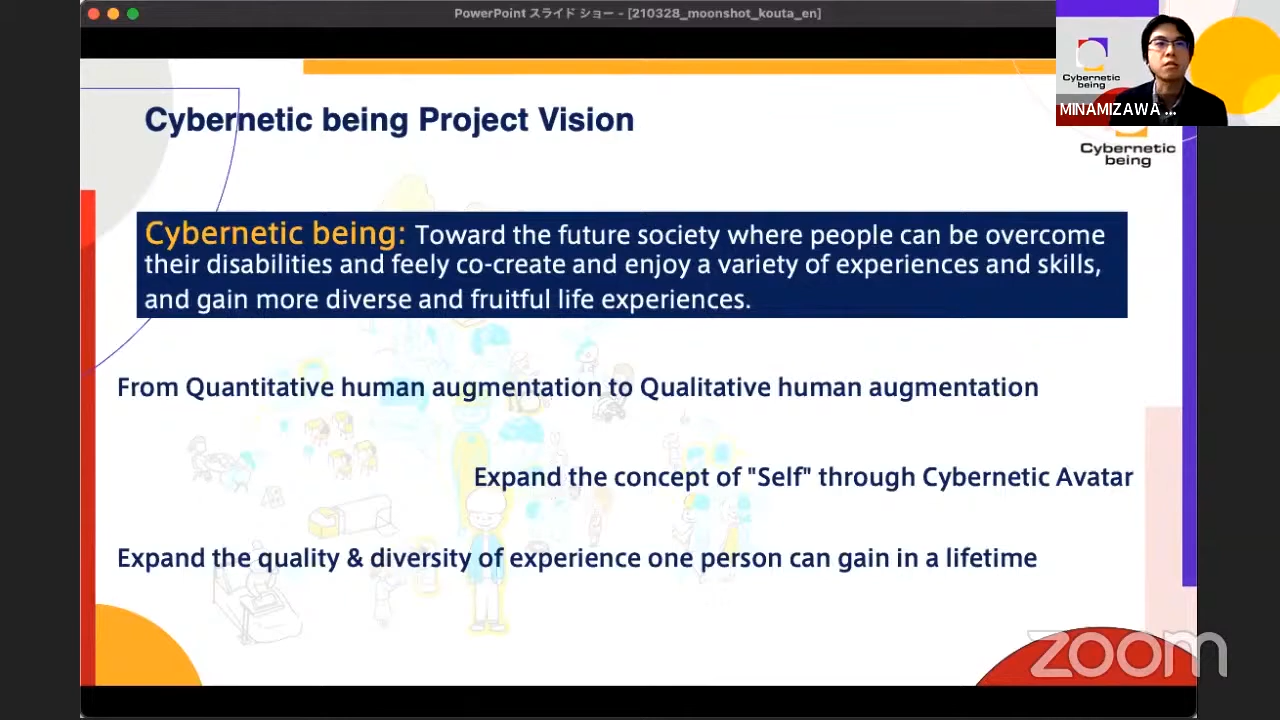 PowerPoint スライド ショー - [210328_moonshot_kouta_en]
Cybernetic being Project Vision
Cybernetic
being
MINAMIZAWA ...
Cybernetic
being
Cybernetic being: Toward the future society where people can be overcome
their disabilities and feely co-create and enjoy a variety of experiences and skills,
and gain more diverse and fruitful life experiences.
From Quantitative human augmentation to Qualitative human augmentation
Expand the concept of "Self" through Cybernetic Avatar
Expand the quality & diversity of experience one person can gain in a lifetime
zoom